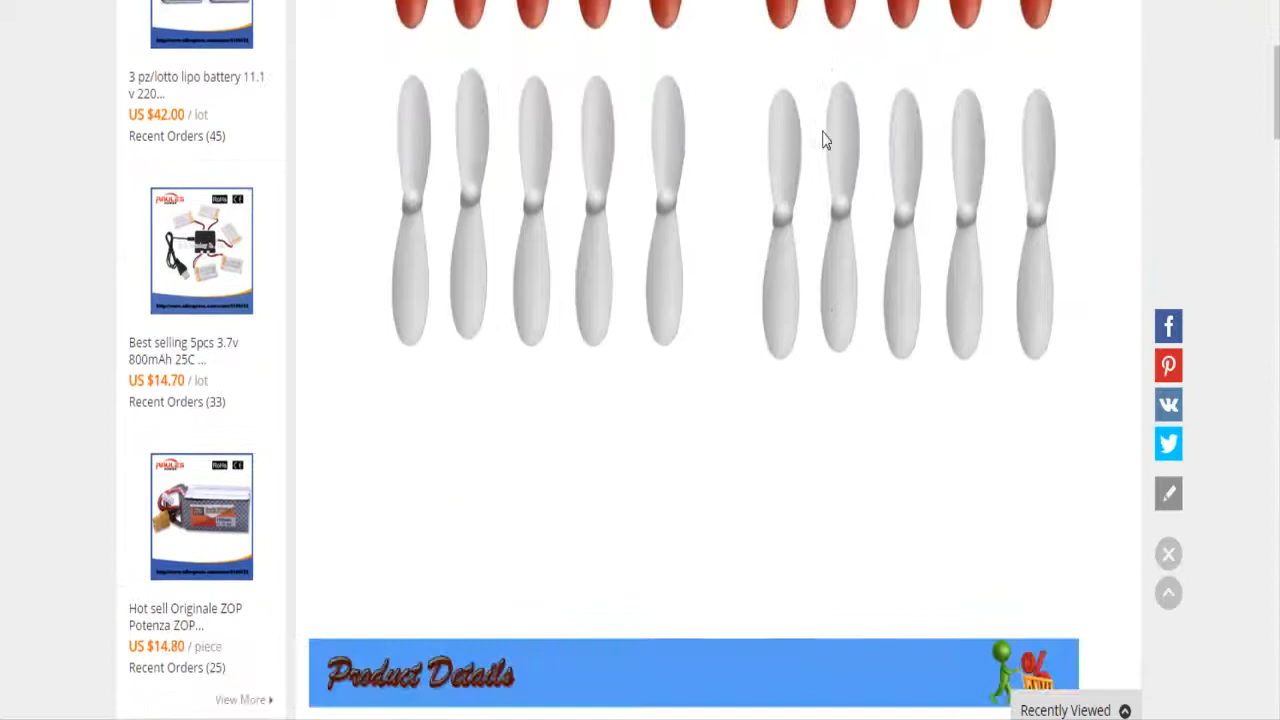 3 pz/lotto lipo battery 11.1
v 220...
US $42.00 / lot
Recent Orders (45)
Best selling 5pcs 3.7v
800mAh 25C ...
US $14.70 / lot
Recent Orders (33)
Hot sell Originale ZOP
Potenza ZOP...
US $14.80 / piece
Recent Orders (25)
View More
Product Details
Recently Viewed